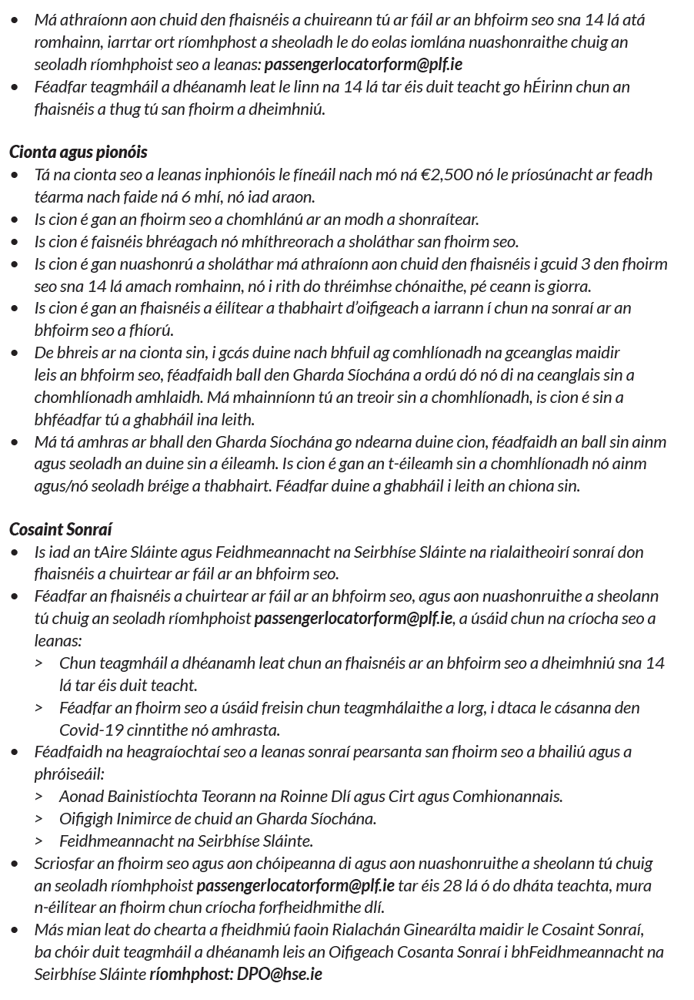 • Má athraíonn aon chuid den fhaisnéis a chuireann tú ar fáil ar an bhfoirm seo sna 14 lá atá
romhainn, iarrtar ort ríomhphost a sheoladh le do eolas iomlána nuashonraithe chuig an
seoladh ríomhphoist seo a leanas: passengerlocatorform@plf.ie
• Féadfar teagmháil a dhéanamh leat le linn na 14 lá tar éis duit teacht go hÉirinn chun an
fhaisnéis a thug tú san fhoirm a dheimhniú.
Cionta agus pionóis
• Tá na cionta seo a leanas inphionóis le fíneáil nach mó ná €2,500 nó le príosúnacht ar feadh
téarma nach faide ná 6 mhí, nó iad araon.
• Is cion é gan an fhoirm seo a chomhlánú ar an modh a shonraítear.
• Is cion é faisnéis bhréagach nó mhíthreorach a sholáthar san fhoirm seo.
• Is cion é gan nuashonrú a sholáthar má athraíonn aon chuid den fhaisnéis i gcuid 3 den fhoirm
seo sna 14 lá amach romhainn, nó i rith do thréimhse chónaithe, pé ceann is giorra.
• Is cion é gan an fhaisnéis a éilítear a thabhairt d'oifigeach a iarrann í chun na sonraí ar an
bhfoirm seo a fhíorú.
• De bhreis ar na cionta sin, i gcás duine nach bhfuil ag comhlíonadh na gceanglas maidir
leis an bhfoirm seo, féadfaidh ball den Gharda Síochána a ordú dó nó di na ceanglais sin a
chomhlíonadh amhlaidh. Má mhainníonn tú an treoir sin a chomhlíonadh, is cion é sin a
bhféadfar tú a ghabháil ina leith.
• Má tá amhras ar bhall den Gharda Síochána go ndearna duine cion, féadfaidh an ball sin ainm
agus seoladh an duine sin a éileamh. Is cion é gan an t-éileamh sin a chomhlíonadh nó ainm
agus/nó seoladh bréige a thabhairt. Féadfar duine a ghabháil i leith an chiona sin.
Cosaint Sonraí
• Is iad an tAire Sláinte agus Feidhmeannacht na Seirbhíse Sláinte na rialaitheoirí sonraí don
fhaisnéis a chuirtear ar fáil ar an bhfoirm seo.
• Féadfar an fhaisnéis a chuirtear ar fáil ar an bhfoirm seo, agus aon nuashonruithe a sheolann
tú chuig an seoladh ríomhphoist passengerlocatorform@plf.ie, a úsáid chun na críocha seo a
leanas:
> Chun teagmháil a dhéanamh leat chun an fhaisnéis ar an bhfoirm seo a dheimhniú sna 14
lá tar éis duit teacht.
> Féadfar an fhoirm seo a úsáid freisin chun teagmhálaithe a lorg, i dtaca le cásanna den
Covid-19 cinntithe nó amhrasta.
• Féadfaidh na heagraíochtaí seo a leanas sonraí pearsanta san fhoirm seo a bhailiú agus a
phróiseáil:
> Aonad Bainistíochta Teorann na Roinne Dlí agus Cirt agus Comhionannais.
> Oifigigh Inimirce de chuid an Gharda Síochána.
> Feidhmeannacht na Seirbhíse Sláinte.
• Scriosfar an fhoirm seo agus aon chóipeanna di agus aon nuashonruithe a sheolann tú chuig
an seoladh ríomhphoist passengerlocatorform@plf.ie tar éis 28 lá ó do dháta teachta, mura
n-éilítear an fhoirm chun críocha forfheidhmithe dlí.
• Más mian leat do chearta a fheidhmiú faoin Rialachán Ginearálta maidir le Cosaint Sonraí,
ba chóir duit teagmháil a dhéanamh leis an Oifigeach Cosanta Sonraí i bhFeidhmeannacht na
Seirbhíse Sláinte ríomhphost: DPO@hse.ie